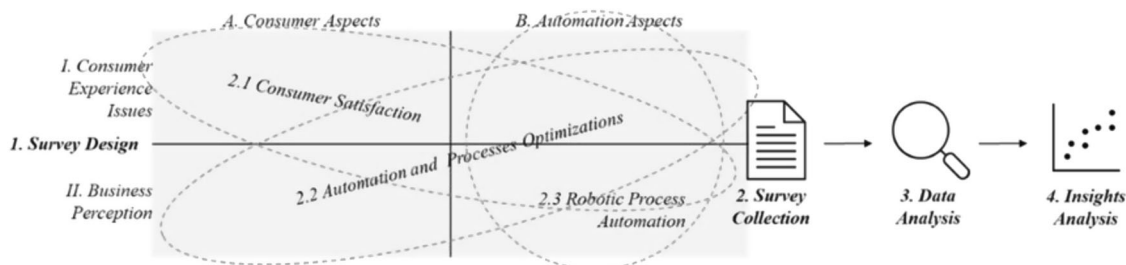 A. Consumer Aspects
B. Automation Aspects
I. Consumer
Experience
Issues
2.1 Consumer Satisfaction
1. Survey Design
2.2 Automation and Processes Optimizations
II. Business
Perception
2.3 Robotic Process
Automation
2. Survey
Collection
3. Data
Analysis
4. Insights
Analysis